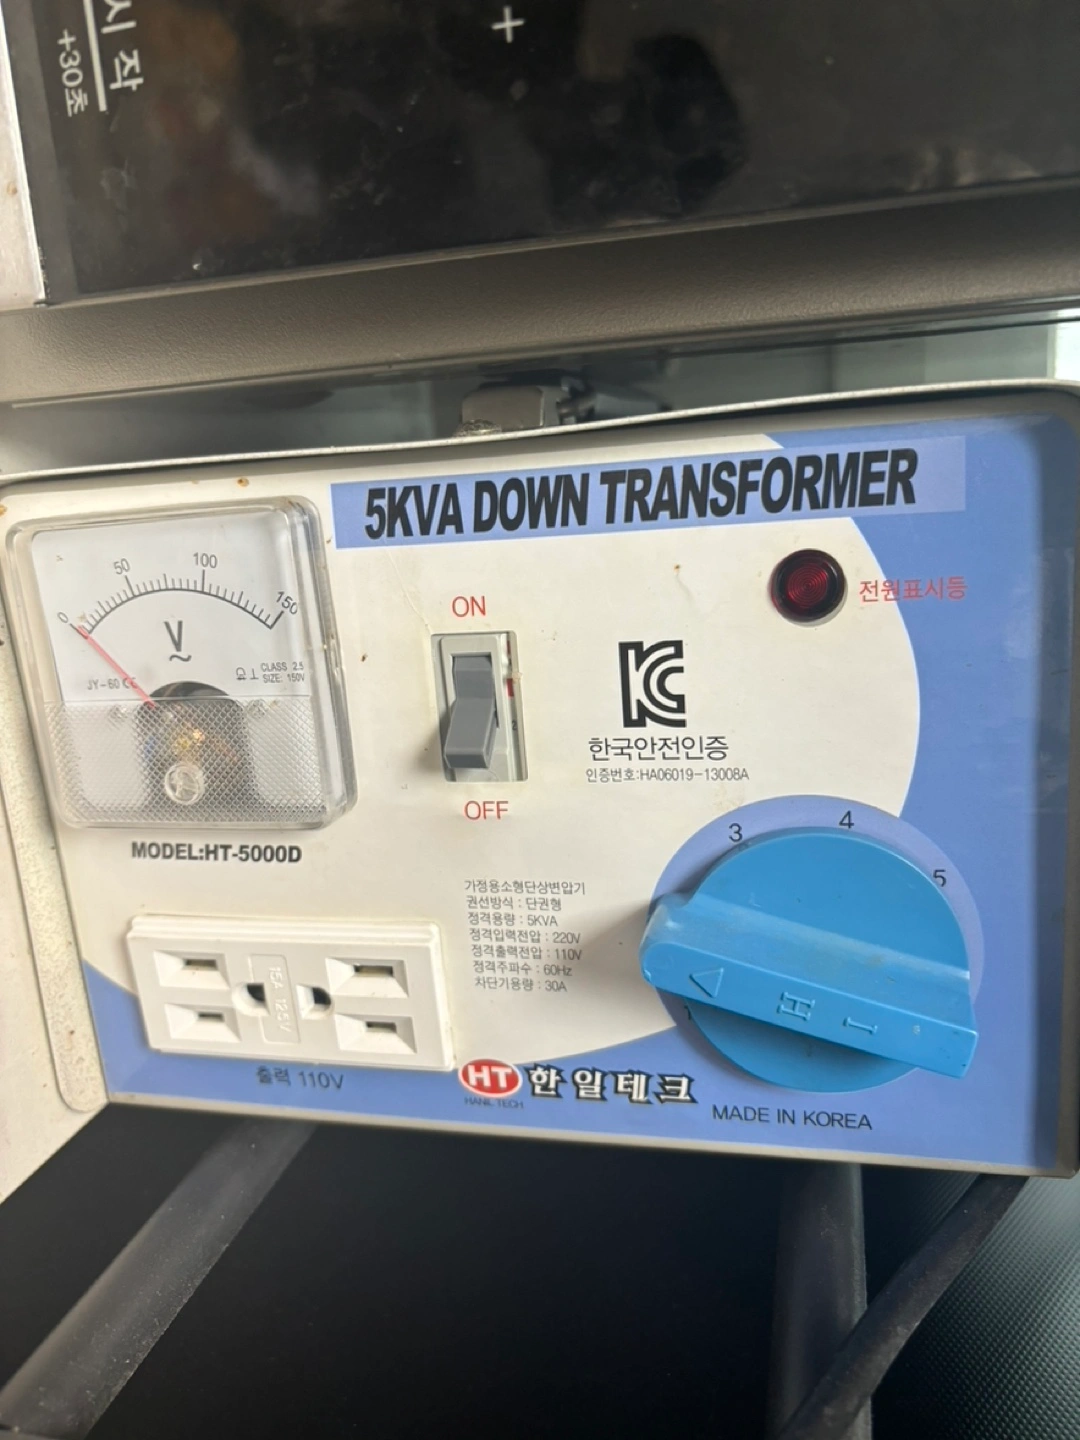 시작
+30초
+
5KVA DOWN TRANSFORMER
0 50 100 150
V
JY-60
CLASS 2.5
SIZE: 150V
ON
OFF
전원표시등
한국안전인증
인증번호:HA06019-13008A
MODEL:HT-5000D
가정용소형단상변압기
권선방식 : 단권형
정격용량 : 5KVA
정격입력전압 : 220V
정격출력전압 : 110V
정격주파수 : 60Hz
차단기용량 : 30A
3 4 5
15A 125V
출력 110V
HT 한일테크
HANIL TECH
MADE IN KOREA